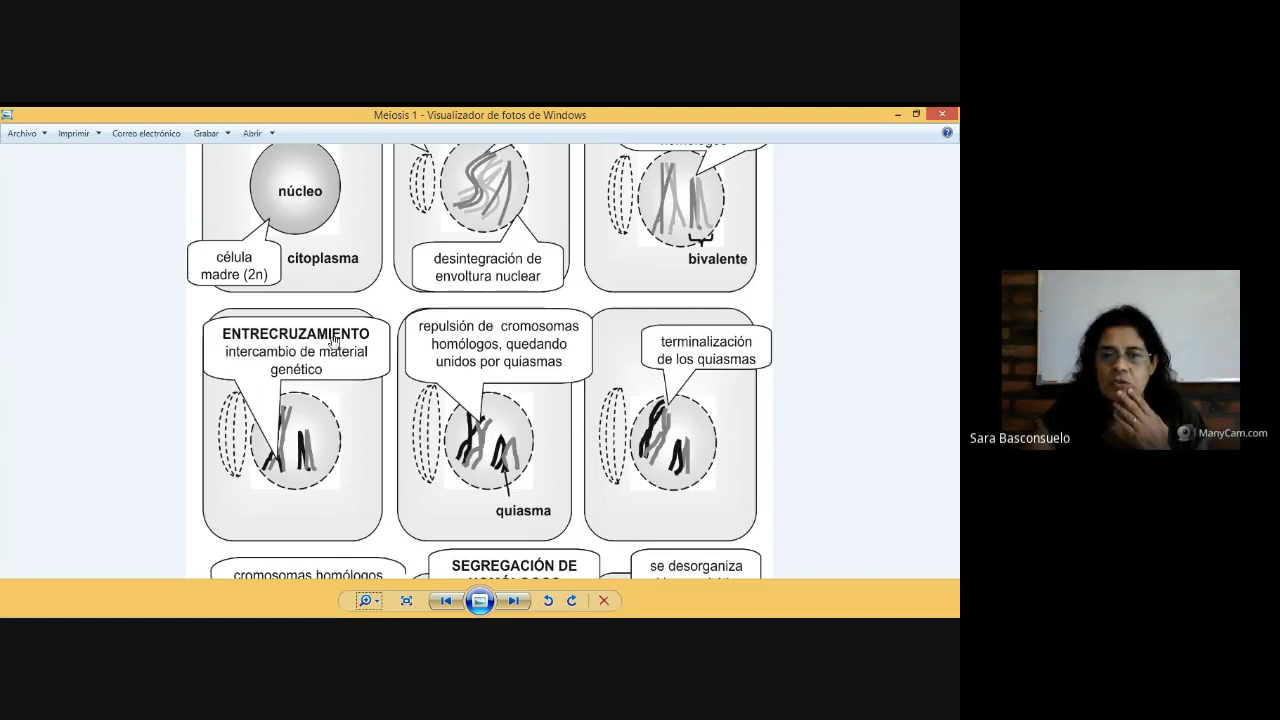 Meiosis 1 - Visualizador de fotos de Windows
Archivo Imprimir Correo electrónico Grabar Abrir
núcleo
célula
madre (2n)
citoplasma
desintegración de
envoltura nuclear
bivalente
ENTRECRUZAMIENTO
intercambio de material
genético
repulsión de cromosomas
homólogos, quedando
unidos por quiasmas
quiasma
terminalización
de los quiasmas
cromosomas homólogos
SEGREGACIÓN DE
se desorganiza
Sara Basconsuelo
ManyCam.com